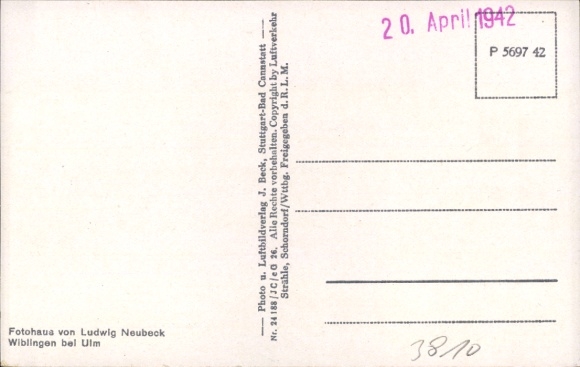 20. April 1942
P 5697 42
— Photo u. Luftbildverlag J. Beck, Stuttgart-Bad Cannstatt —
Nr. 24188/JC/eG 26. Alle Rechte vorbehalten. Copyright by Luftverkehr
Strähle, Schorndorf/Wttbg. Freigegeben d. R. L. M.
Fotohaus von Ludwig Neubeck
Wiblingen bei Ulm
3810